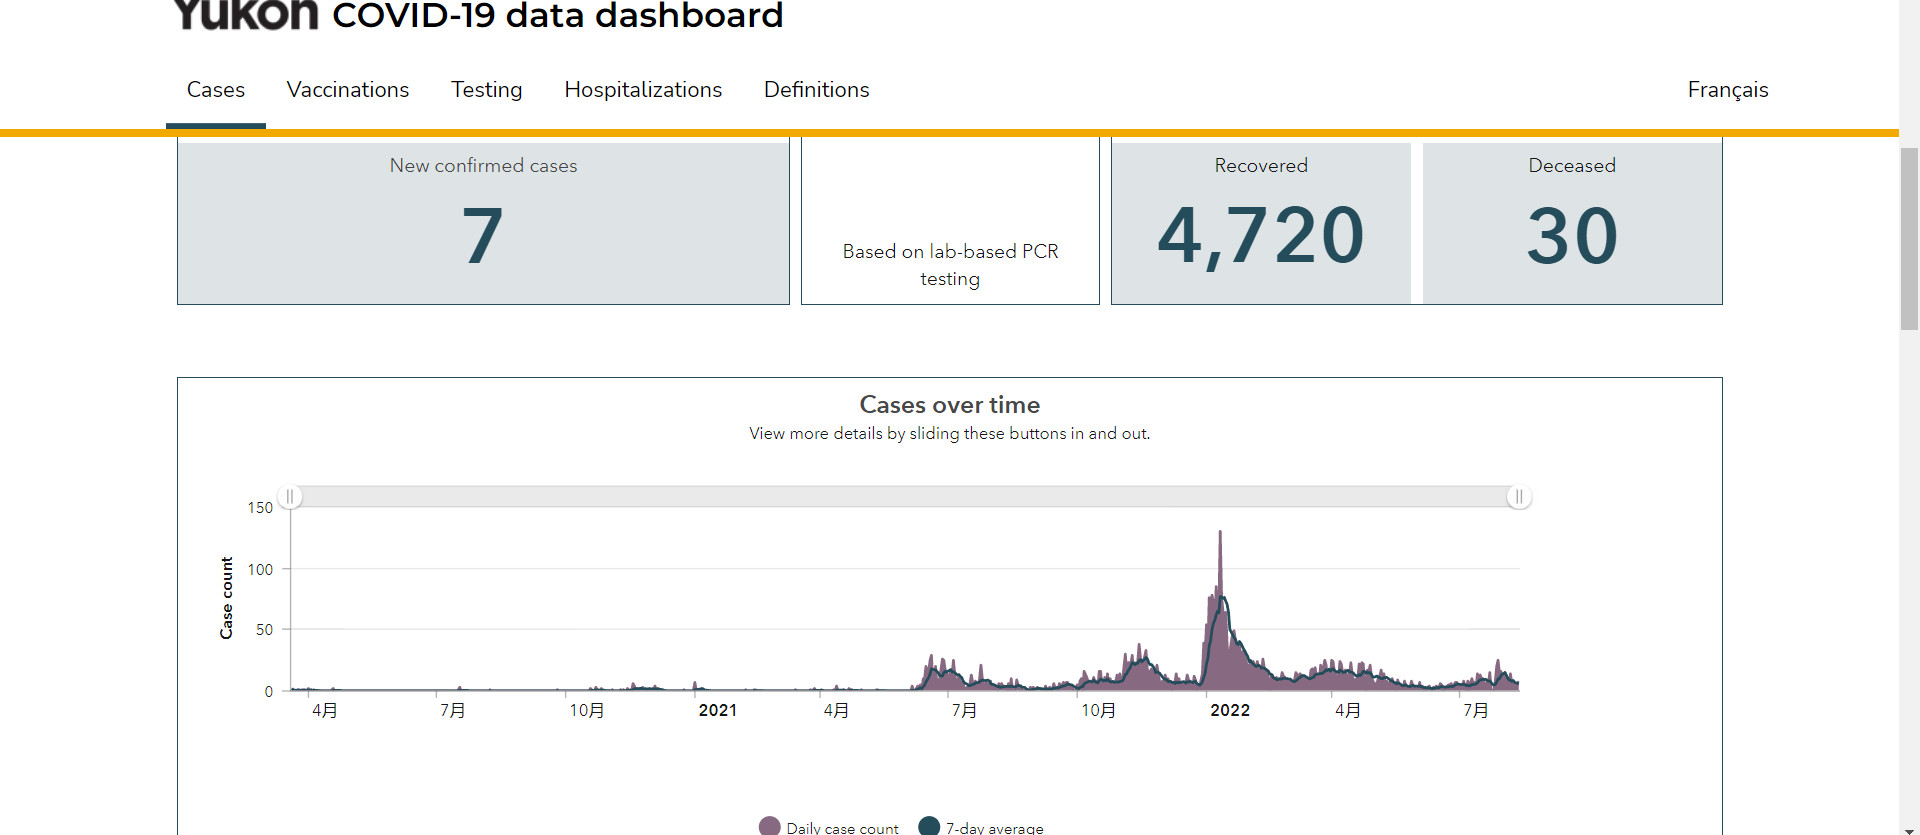 Yukon COVID-19 data dashboard
Cases Vaccinations Testing Hospitalizations Definitions Français
New confirmed cases
7
Based on lab-based PCR
testing
Recovered
4,720
Deceased
30
Cases over time
View more details by sliding these buttons in and out.
Case count
150
100
50
0
4月 7月 10月 2021 4月 7月 10月 2022 4月 7月
Daily case count 7-day average